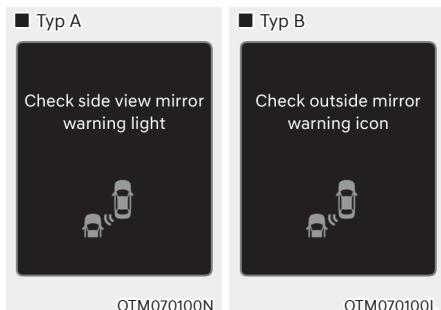 ■ Typ A
Check side view mirror
warning light
OTM070100N
■ Typ B
Check outside mirror
warning icon
OTM070100L